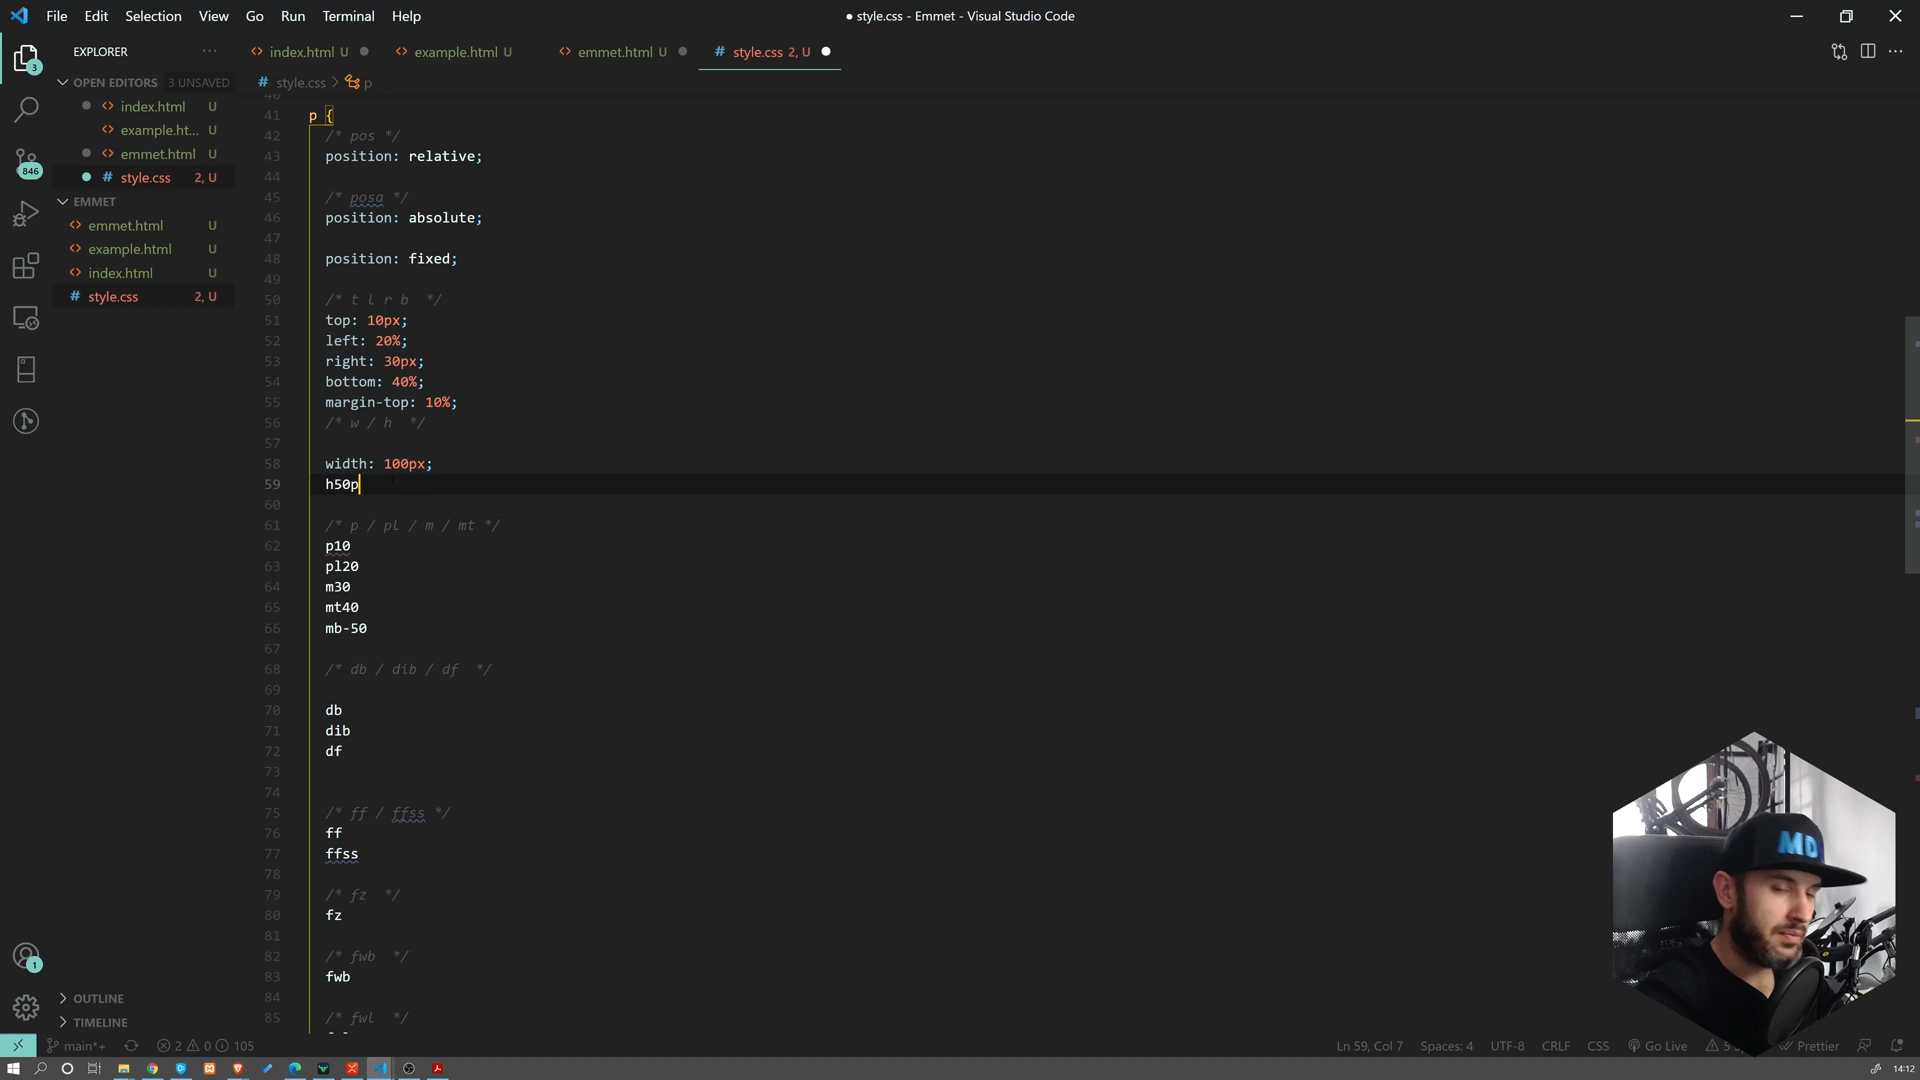 File Edit Selection View Go Run Terminal Help
● style.css - Emmet - Visual Studio Code
EXPLORER
index.html U
example.html U
emmet.html U
style.css 2, U
OPEN EDITORS 3 UNSAVED
index.html U
example.ht... U
emmet.html U
style.css 2, U
EMMET
emmet.html U
example.html U
index.html U
style.css 2, U
OUTLINE
TIMELINE
3
846
1
style.css > p
41 p {
42 /* pos */
43 position: relative;
44
45 /* posa */
46 position: absolute;
47
48 position: fixed;
49
50 /* t l r b */
51 top: 10px;
52 left: 20%;
53 right: 30px;
54 bottom: 40%;
55 margin-top: 10%;
56 /* w / h */
57
58 width: 100px;
59 h50p
60
61 /* p / pl / m / mt */
62 p10
63 pl20
64 m30
65 mt40
66 mb-50
67
68 /* db / dib / df */
69
70 db
71 dib
72 df
73
74
75 /* ff / ffss */
76 ff
77 ffss
78
79 /* fz */
80 fz
81
82 /* fwb */
83 fwb
84
85 /* fwl */
MD
main*+ 2 0 105
Ln 59, Col 7 Spaces: 4 UTF-8 CRLF CSS Go Live Prettier
14:12